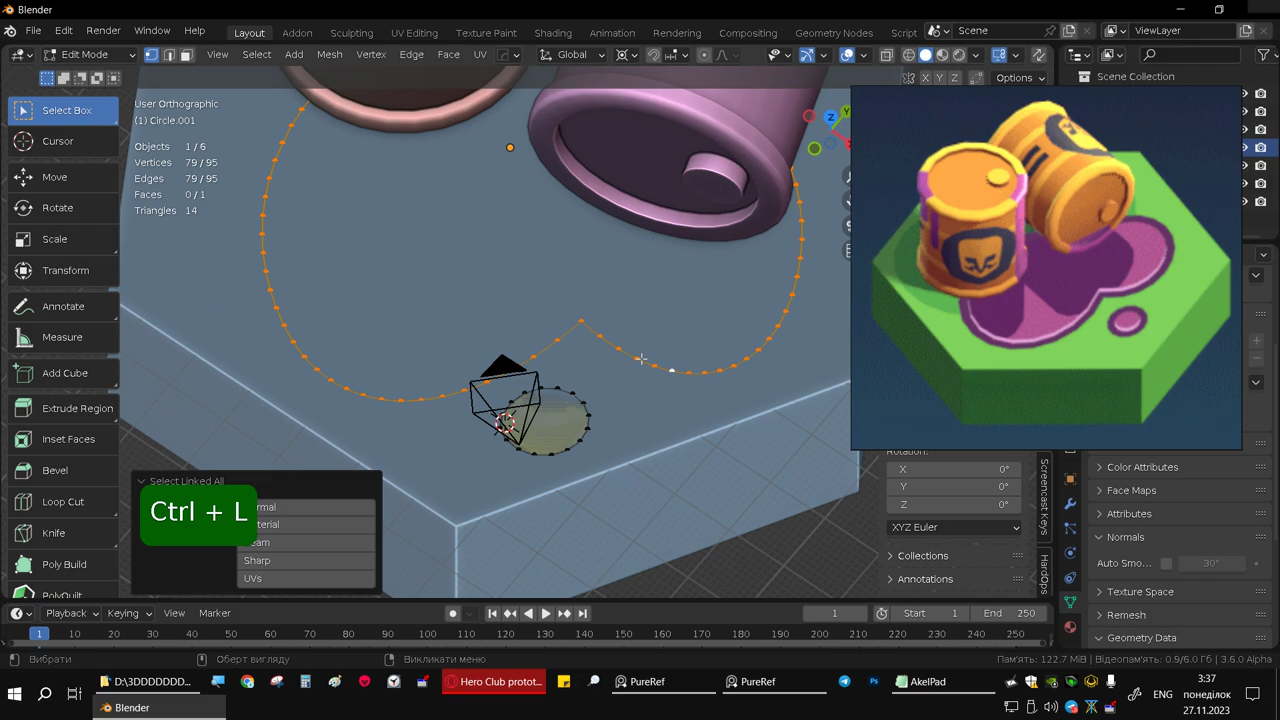 Blender
File Edit Render Window Help
Layout Addon Sculpting UV Editing Texture Paint Shading Animation Rendering Compositing Geometry Nodes Script
Scene
ViewLayer
Edit Mode
View Select Add Mesh Vertex Edge Face UV
Global
X Y Z
Options
Scene Collection
Select Box
Cursor
Move
Rotate
Scale
Transform
Annotate
Measure
Add Cube
Extrude Region
Inset Faces
Bevel
Loop Cut
Knife
Poly Build
PolyQuilt
User Orthographic
(1) Circle.001
Objects 1/6
Vertices 79/95
Edges 79/95
Faces 0/1
Triangles 14
Z
Y
Select Linked All
Ctrl + L
Sharp
UVs
Rotation:
X 0°
Y 0°
Z 0°
XYZ Euler
Collections
Annotations
Screencast Keys
HardOps
Color Attributes
Face Maps
Attributes
Normals
Auto Smo... 30°
Texture Space
Remesh
Geometry Data
Playback Keying View Marker
1
Start 1
End 250
1 10 20 30 40 50 60 70 80 90 100 110 120 130 140 150 160 170 180 190 200 210 220 230 240 250
Вибрати
Оберт вигляду
Викликати меню
Пам'ять: 122.7 MiB | Відеопам'ять: 0.9/6.0 Гб | 3.6.0 Alpha
D:\3DDDDDDD...
Hero Club protot...
PureRef
PureRef
AkelPad
Blender
ENG
3:37
понеділок
27.11.2023